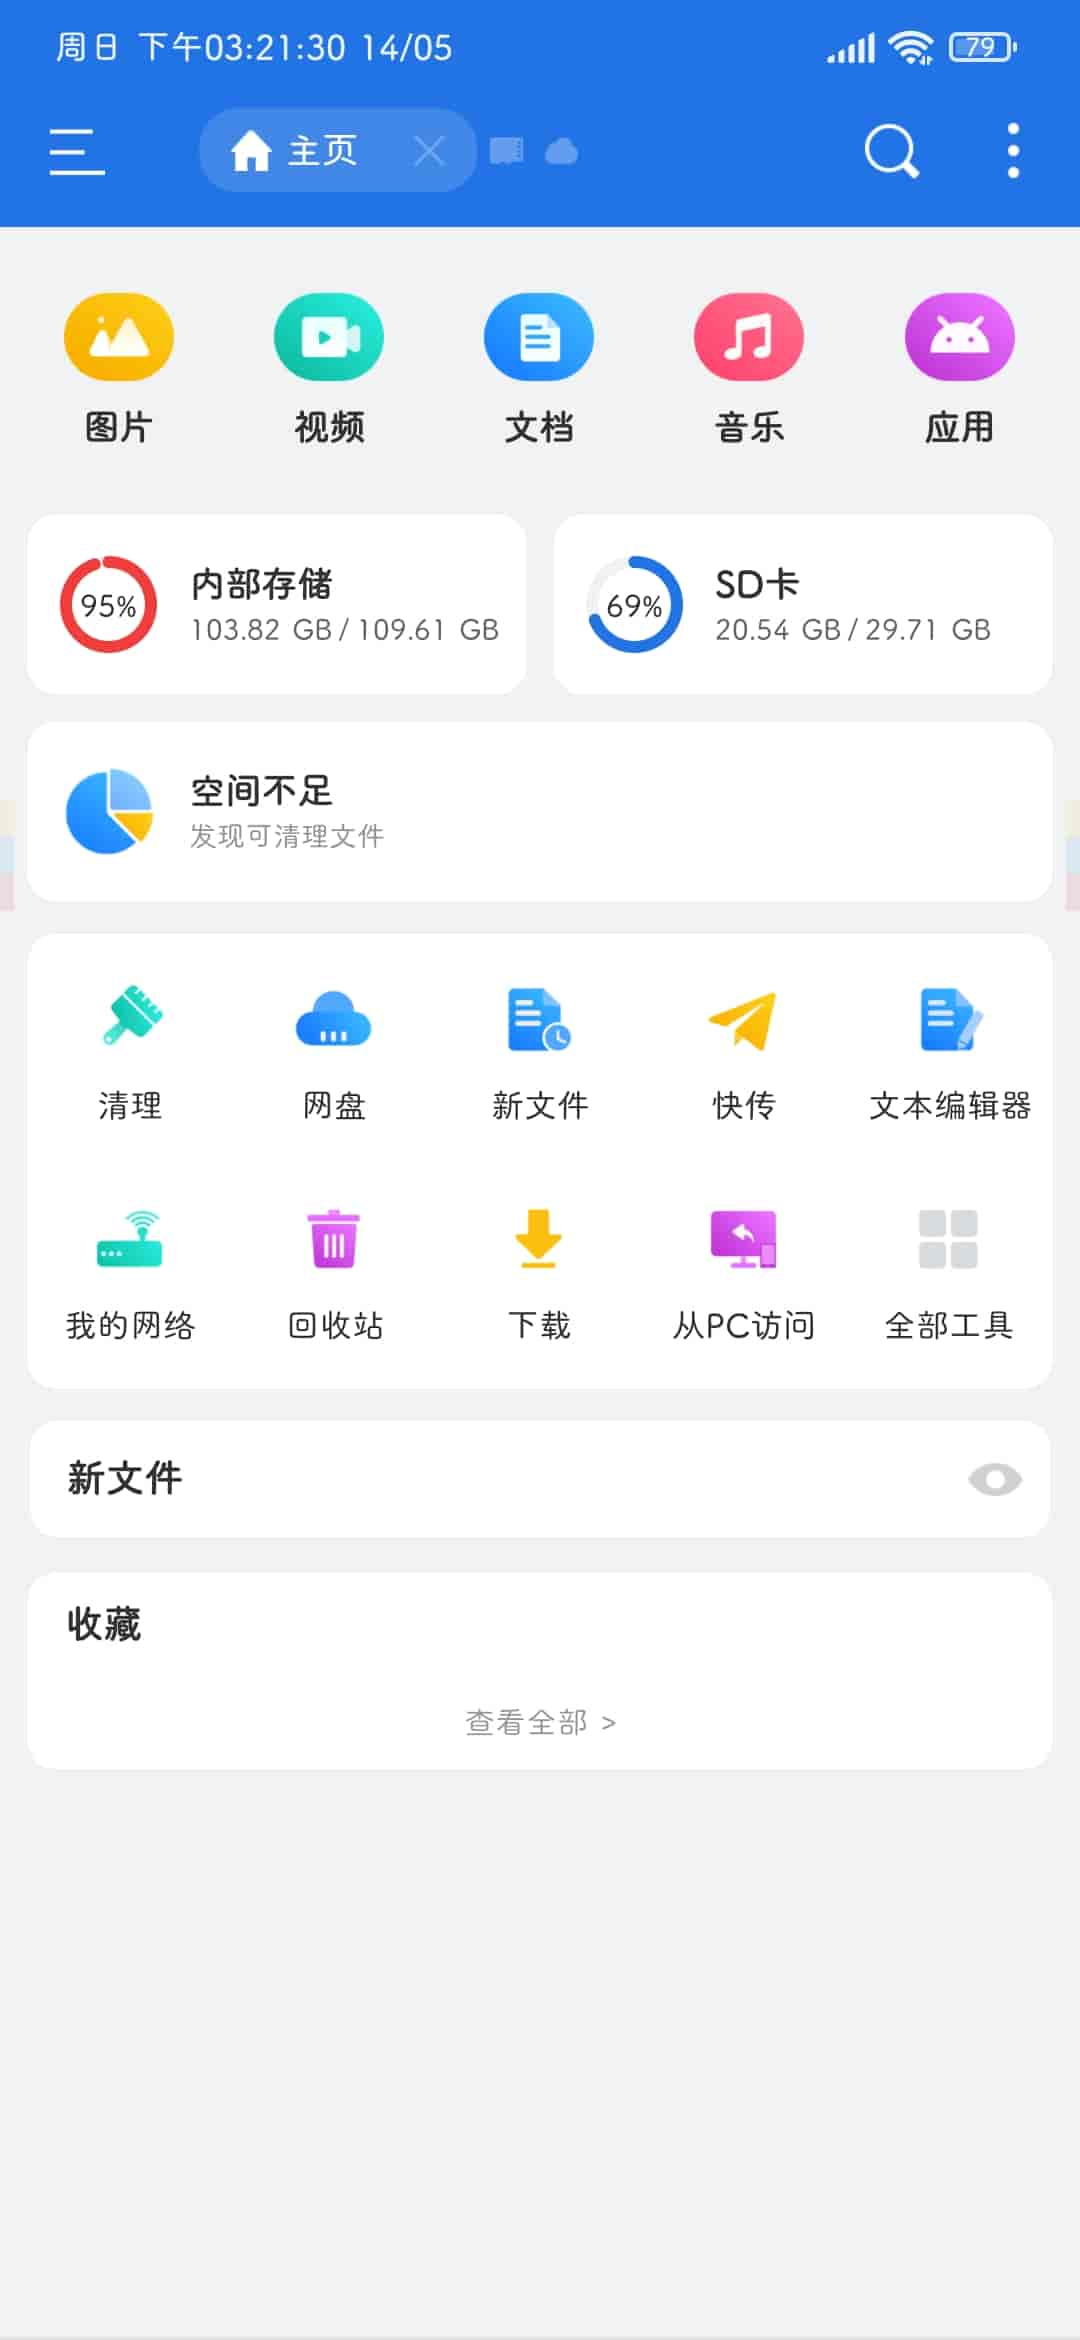 周日 下午03:21:30 14/05
79
主页
图片 视频 文档 音乐 应用
95%
内部存储
103.82 GB / 109.61 GB
69%
SD卡
20.54 GB / 29.71 GB
空间不足
发现可清理文件
清理 网盘 新文件 快传 文本编辑器
我的网络 回收站 下载 从PC访问 全部工具
新文件
收藏
查看全部 >